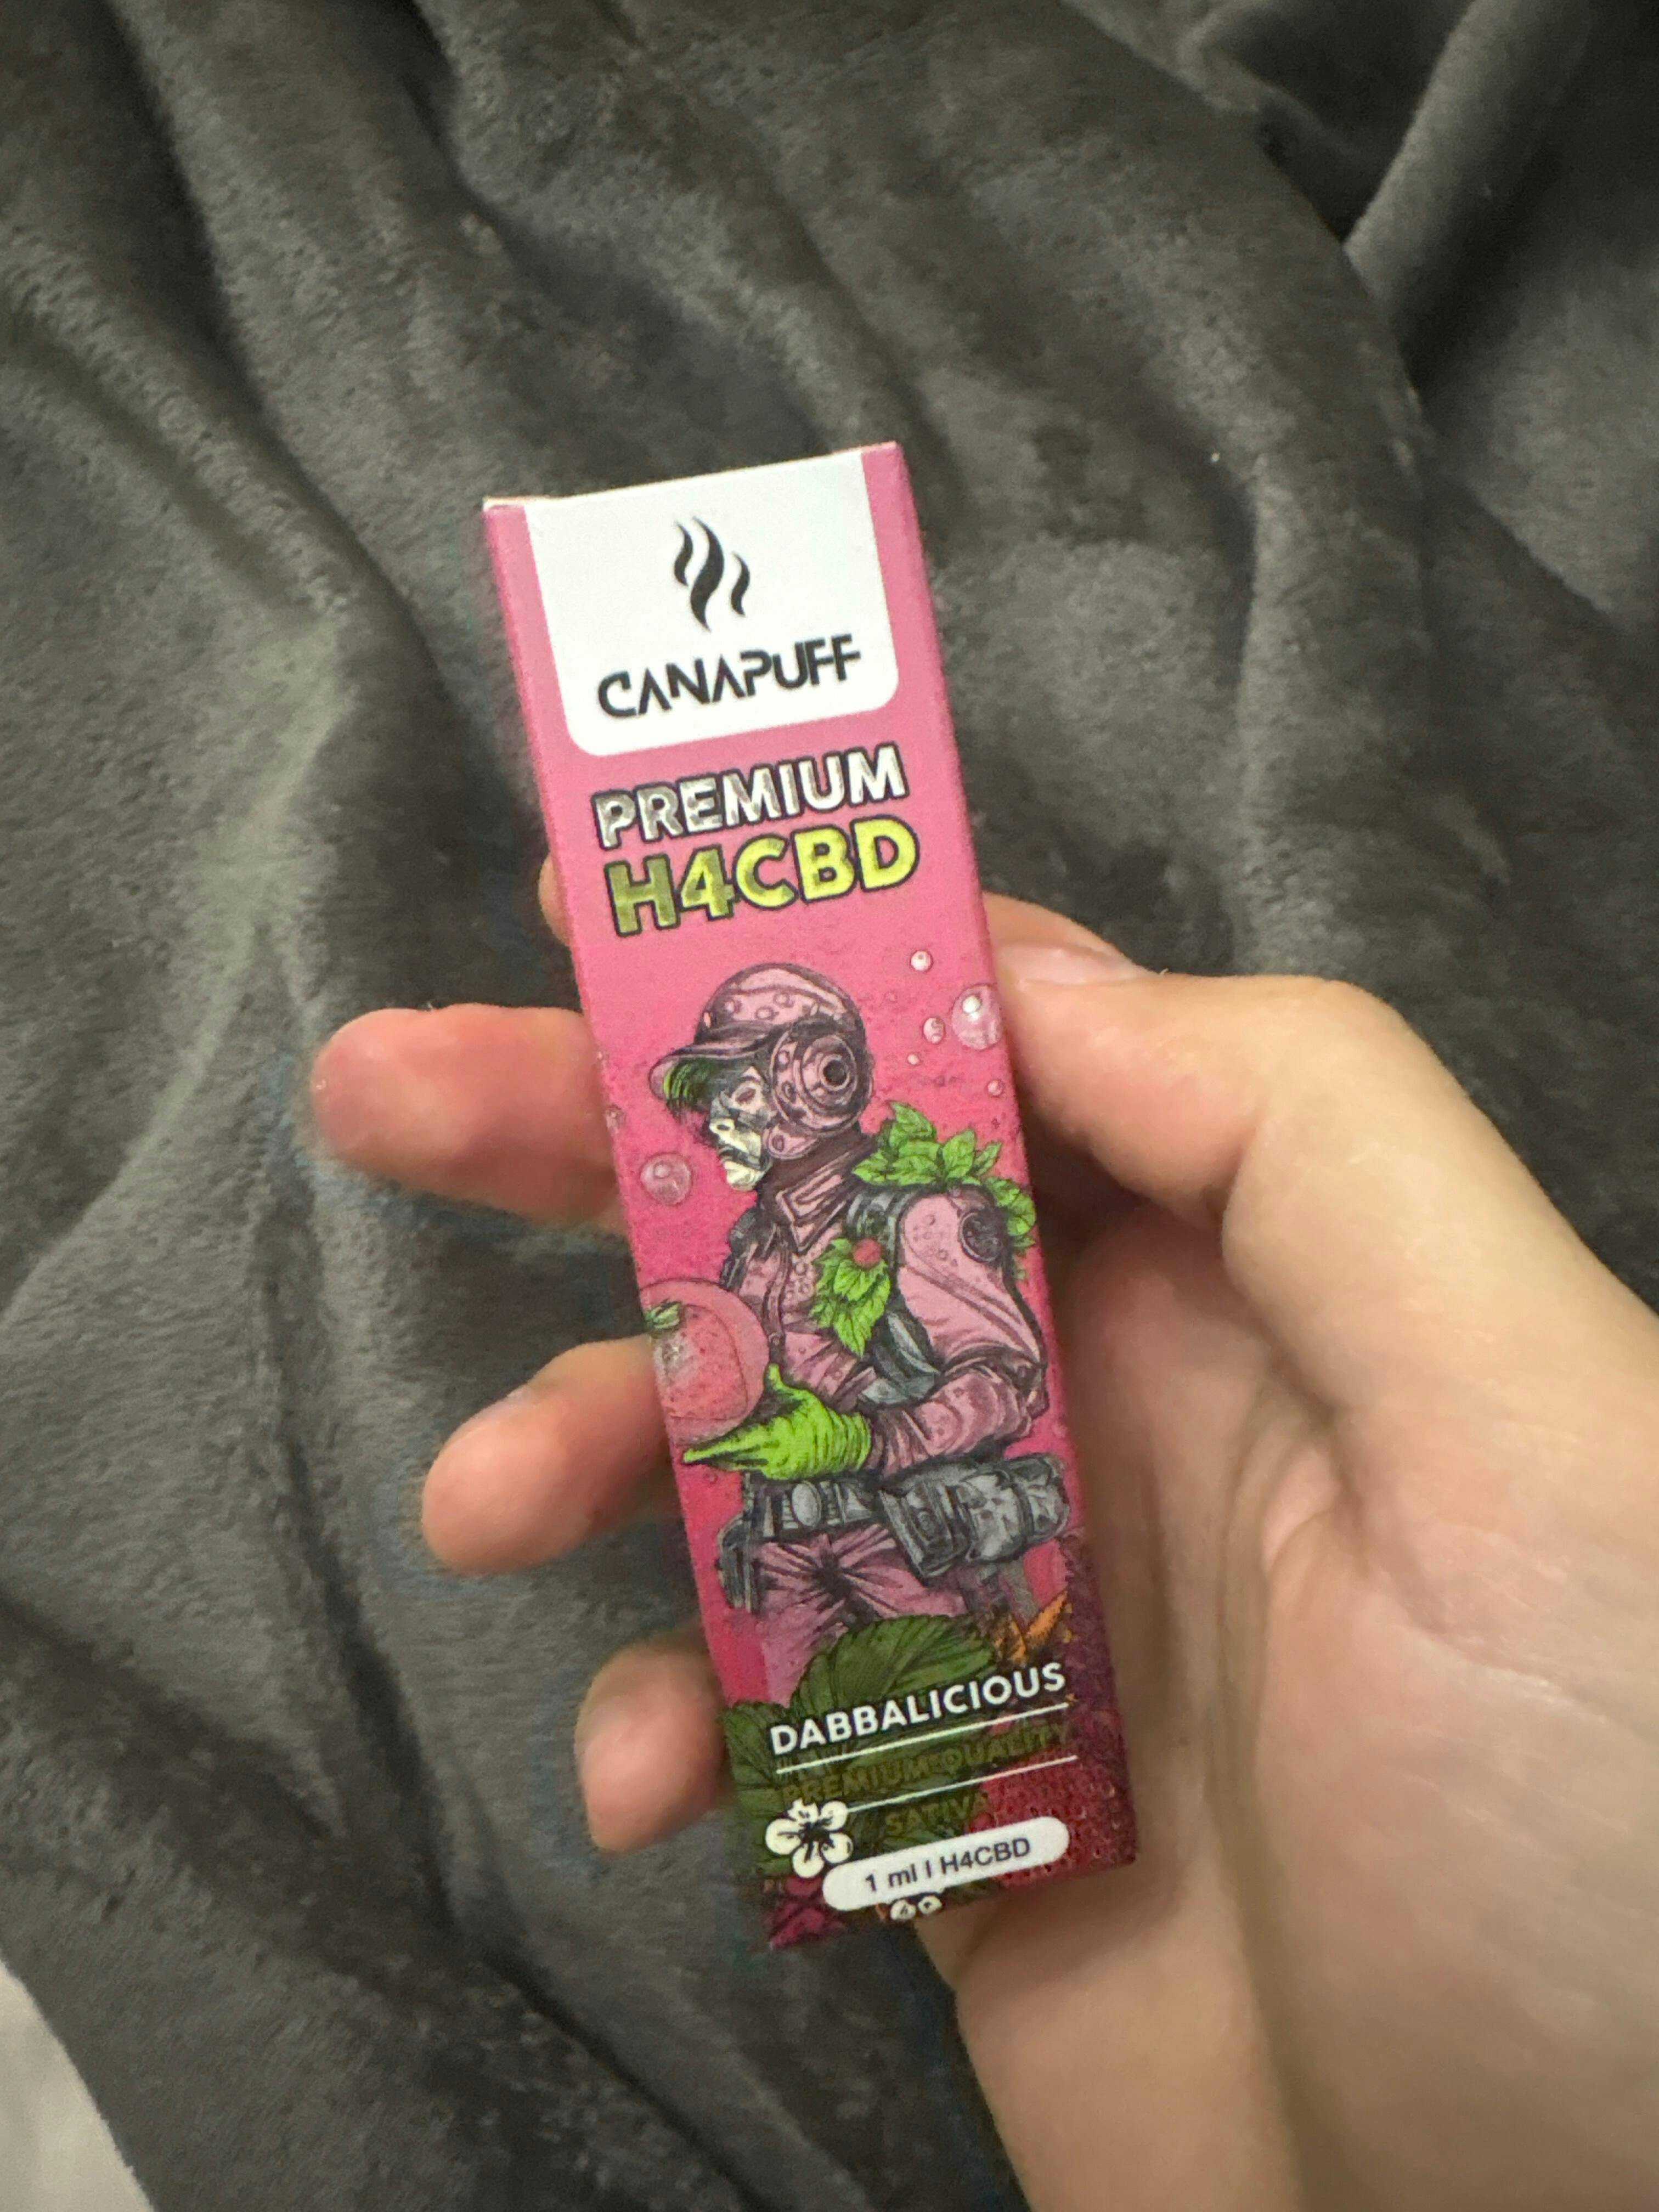 CANAPUFF
PREMIUM
H4CBD
DABBALICIOUS
PREMIUM QUALITY
SATIVA
1 ml | H4CBD